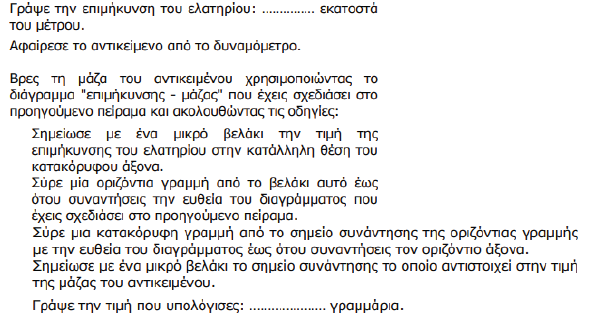 Γράψε την επιμήκυνση του ελατηρίου: .............. εκατοστά
του μέτρου.
Αφαίρεσε το αντικείμενο από το δυναμόμετρο.
Βρες τη μάζα του αντικειμένου χρησιμοποιώντας το
διάγραμμα "επιμήκυνσης - μάζας" που έχεις σχεδιάσει στο
προηγούμενο πείραμα και ακολουθώντας τις οδηγίες:
Σημείωσε με ένα μικρό βελάκι την τιμή της
επιμήκυνσης του ελατηρίου στην κατάλληλη θέση του
κατακόρυφου άξονα.
Σύρε μία οριζόντια γραμμή από το βελάκι αυτό έως
ότου συναντήσεις την ευθεία του διαγράμματος που
έχεις σχεδιάσει στο προηγούμενο πείραμα.
Σύρε μια κατακόρυφη γραμμή από το σημείο συνάντησης της οριζόντιας γραμμής
με την ευθεία του διαγράμματος έως ότου συναντήσεις τον οριζόντιο άξονα.
Σημείωσε με ένα μικρό βελάκι το σημείο συνάντησης το οποίο αντιστοιχεί στην τιμή
της μάζας του αντικειμένου.
Γράψε την τιμή που υπολόγισες: ..................... γραμμάρια.